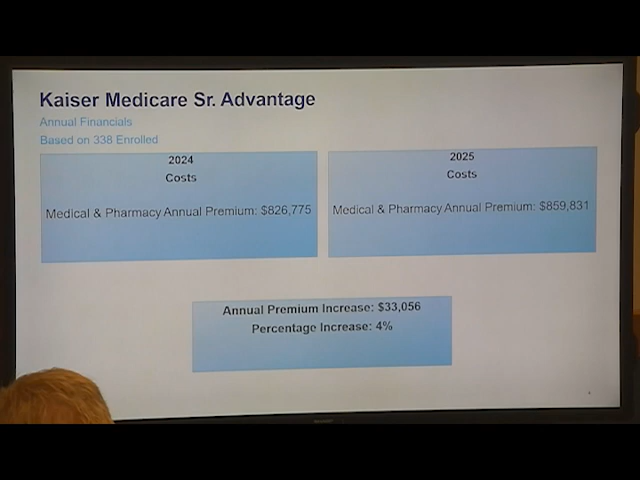 Kaiser Medicare Sr. Advantage
Annual Financials
Based on 338 Enrolled
2024
Costs
Medical & Pharmacy Annual Premium: $826,775
2025
Costs
Medical & Pharmacy Annual Premium: $859,831
Annual Premium Increase: $33,056
Percentage Increase: 4%